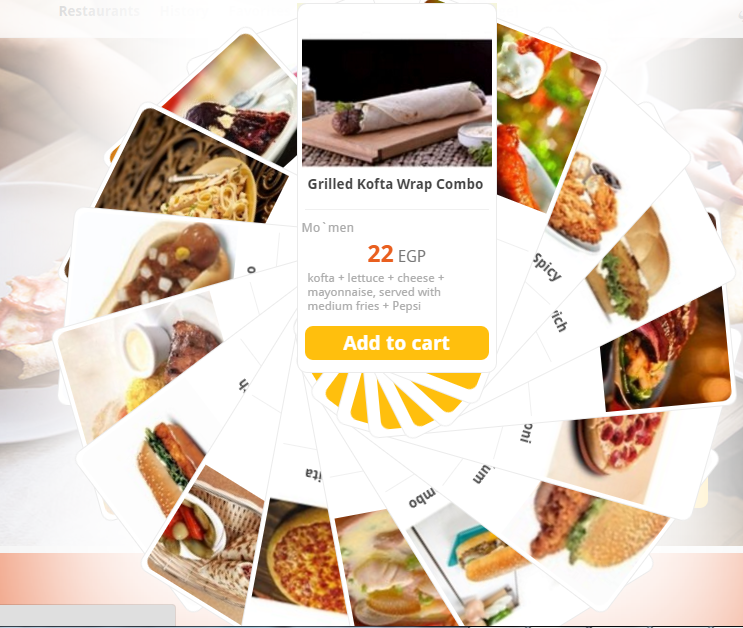 Restaurants
Grilled Kofta Wrap Combo
Mo`men
22 EGP
kofta + lettuce + cheese +
mayonnaise, served with
medium fries + Pepsi
Add to cart
Spicy
ich
oni
um
mbo
ita
h
o